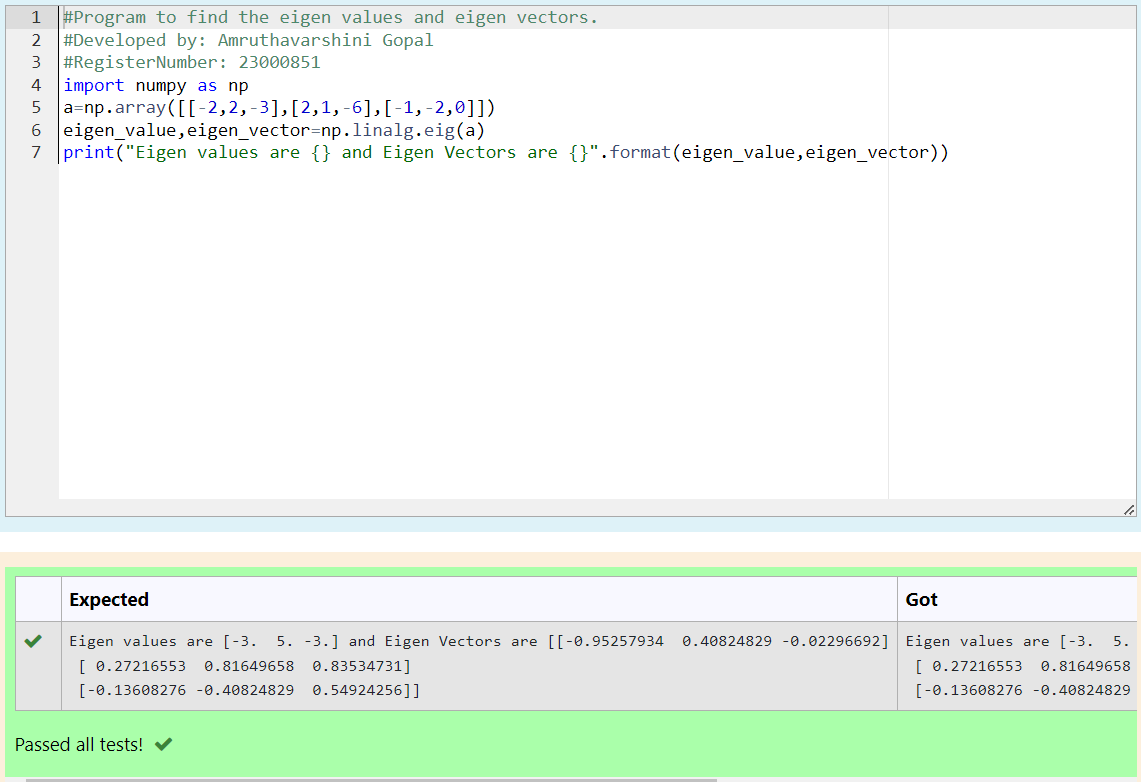 1 #Program to find the eigen values and eigen vectors.
2 #Developed by: Amruthavarshini Gopal
3 #RegisterNumber: 23000851
4 import numpy as np
5 a=np.array([[-2,2,-3],[2,1,-6],[-1,-2,0]])
6 eigen_value,eigen_vector=np.linalg.eig(a)
7 print("Eigen values are {} and Eigen Vectors are {}".format(eigen_value,eigen_vector))
Expected Got
Eigen values are [-3.  5. -3.] and Eigen Vectors are [[-0.95257934  0.40824829 -0.02296692] Eigen values are [-3.  5.
[ 0.27216553  0.81649658  0.83534731] [ 0.27216553  0.81649658
[-0.13608276 -0.40824829  0.54924256]] [-0.13608276 -0.40824829
Passed all tests!